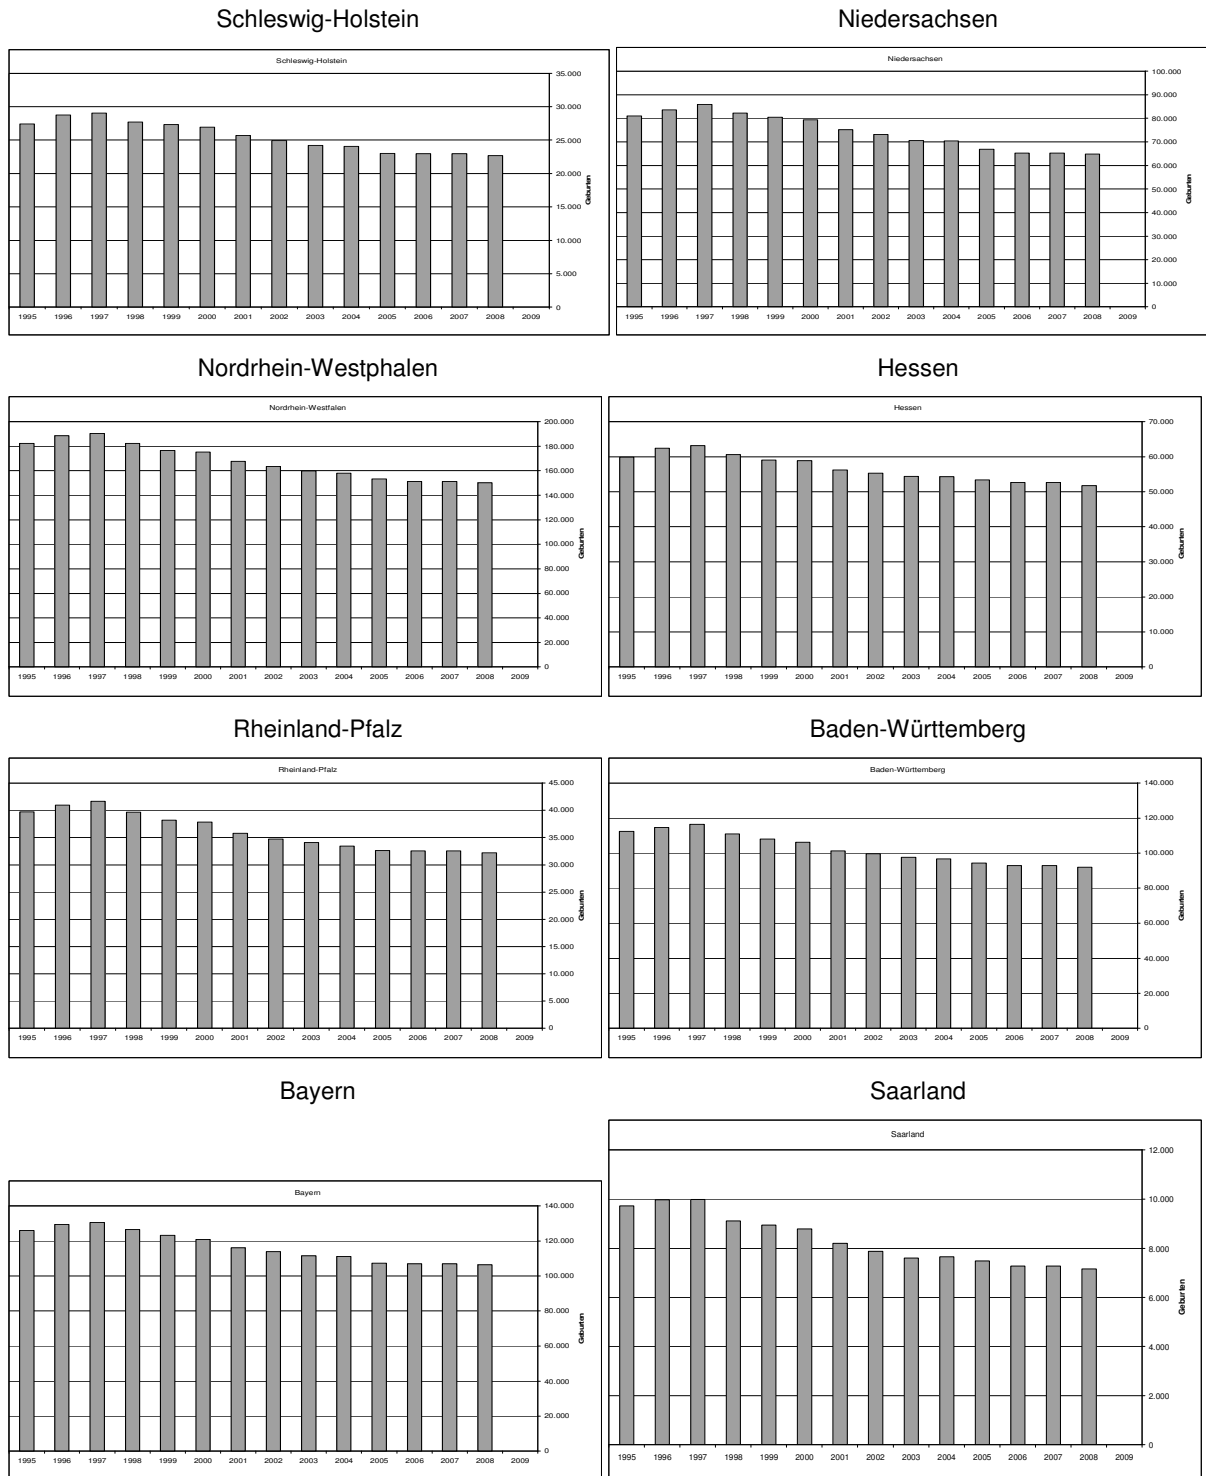 Schleswig-Holstein
Niedersachsen
Schleswig-Holstein
35.000
30.000
25.000
20.000
15.000
10.000
5.000
0
Geburten
1995 1996 1997 1998 1999 2000 2001 2002 2003 2004 2005 2006 2007 2008 2009
Niedersachsen
100.000
90.000
80.000
70.000
60.000
50.000
40.000
30.000
20.000
10.000
0
Geburten
1995 1996 1997 1998 1999 2000 2001 2002 2003 2004 2005 2006 2007 2008 2009
Nordrhein-Westphalen
Hessen
Nordrhein-Westfalen
200.000
180.000
160.000
140.000
120.000
100.000
80.000
60.000
40.000
20.000
0
Geburten
1995 1996 1997 1998 1999 2000 2001 2002 2003 2004 2005 2006 2007 2008 2009
Hessen
70.000
60.000
50.000
40.000
30.000
20.000
10.000
0
Geburten
1995 1996 1997 1998 1999 2000 2001 2002 2003 2004 2005 2006 2007 2008 2009
Rheinland-Pfalz
Baden-Württemberg
Rheinland-Pfalz
45.000
40.000
35.000
30.000
25.000
20.000
15.000
10.000
5.000
0
Geburten
1995 1996 1997 1998 1999 2000 2001 2002 2003 2004 2005 2006 2007 2008 2009
Baden-Württemberg
140.000
120.000
100.000
80.000
60.000
40.000
20.000
0
Geburten
1995 1996 1997 1998 1999 2000 2001 2002 2003 2004 2005 2006 2007 2008 2009
Bayern
Saarland
Bayern
140.000
120.000
100.000
80.000
60.000
40.000
20.000
0
Geburten
1995 1996 1997 1998 1999 2000 2001 2002 2003 2004 2005 2006 2007 2008 2009
Saarland
12.000
10.000
8.000
6.000
4.000
2.000
0
Geburten
1995 1996 1997 1998 1999 2000 2001 2002 2003 2004 2005 2006 2007 2008 2009